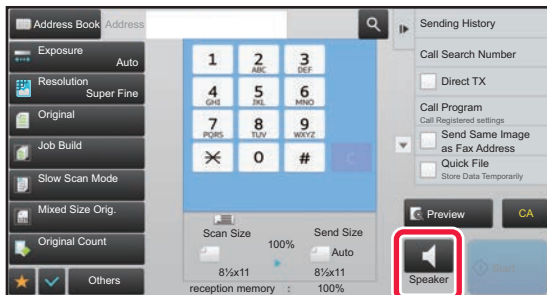 Address Book Address
Exposure
Auto
Resolution
Super Fine
Original
Job Build
Slow Scan Mode
Mixed Size Orig.
Original Count
Others
1
2
ABC
3
DEF
4
GHI
5
JKL
6
MNO
7
PQRS
8
TUV
9
WXYZ
0
#
C
Scan Size
100%
Send Size
Auto
8½x11
8½x11
reception memory : 100%
Sending History
Call Search Number
Direct TX
Call Program
Call Registered settings
Send Same Image
as Fax Address
Quick File
Store Data Temporarily
Preview
CA
Speaker
Start